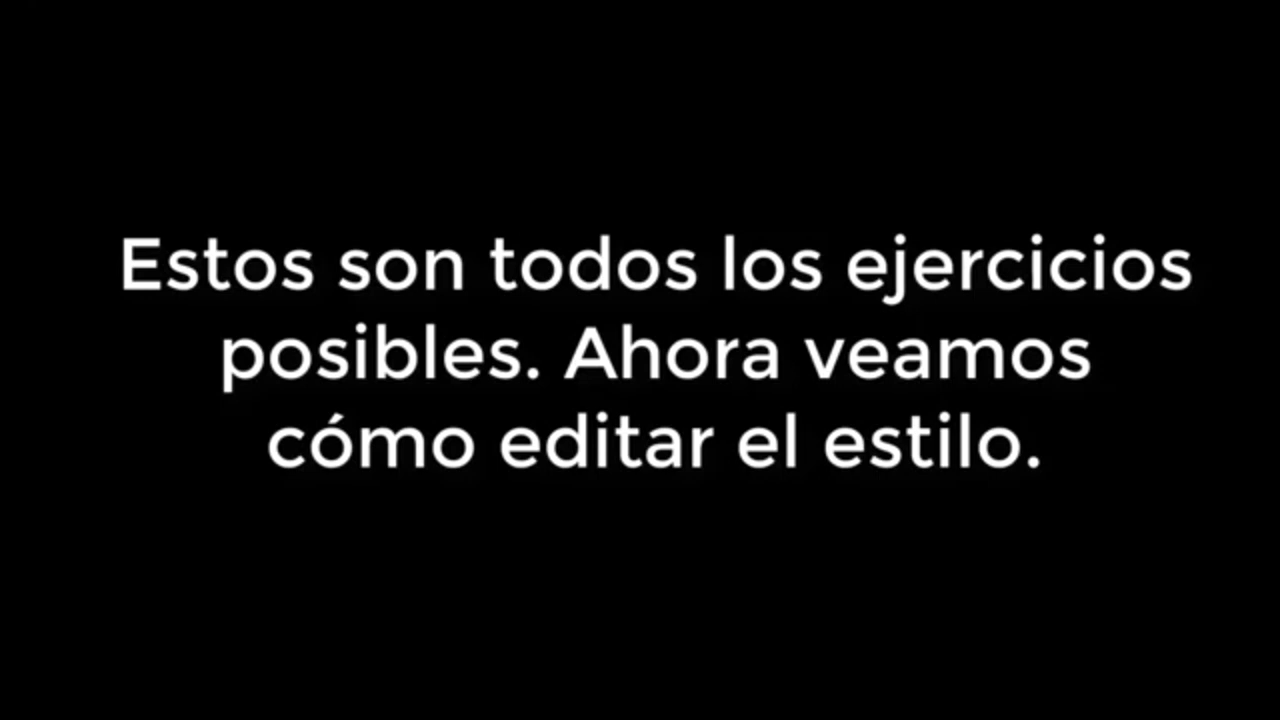 Estos son todos los ejercicios
posibles. Ahora veamos
cómo editar el estilo.